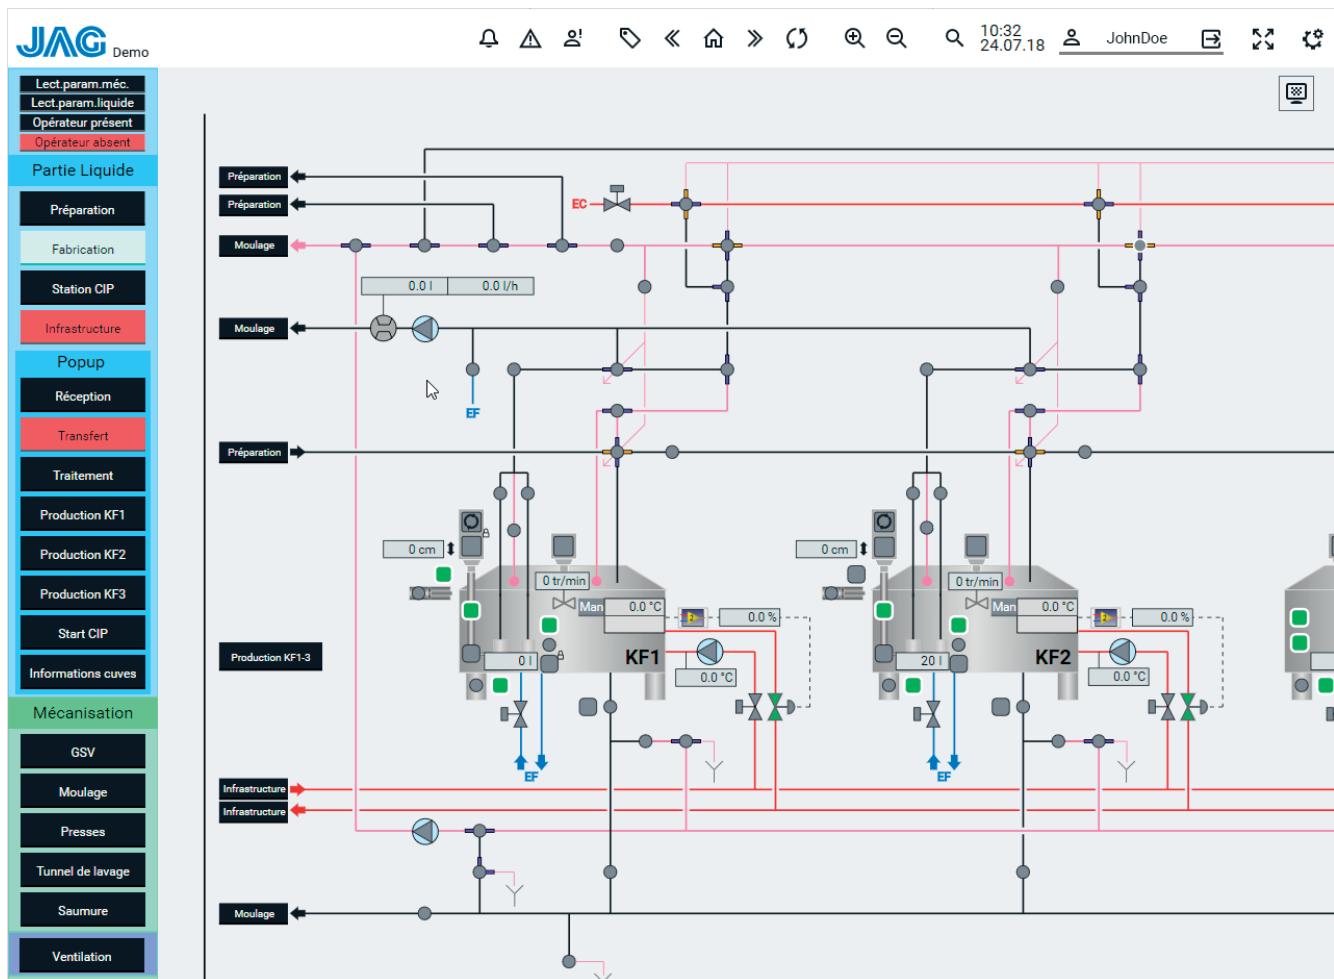 JAG Demo
10:32
24.07.18
JohnDoe
Lect.param.méc.
Lect.param.liquide
Opérateur présent
Opérateur absent
Partie Liquide
Préparation
Fabrication
Station CIP
Infrastructure
Popup
Réception
Transfert
Traitement
Production KF1
Production KF2
Production KF3
Start CIP
Informations cuves
Mécanisation
GSV
Moulage
Presses
Tunnel de lavage
Saumure
Ventilation
Préparation
Préparation
EC
Moulage
0.0 l 0.0 l/h
Moulage
EF
Préparation
0 cm
0 tr/min
Man 0.0 °C
0.0 %
0 l
KF1
0.0 °C
EF
0 cm
0 tr/min
Man 0.0 °C
0.0 %
20 l
KF2
0.0 °C
EF
Production KF1-3
Infrastructure
Infrastructure
Moulage